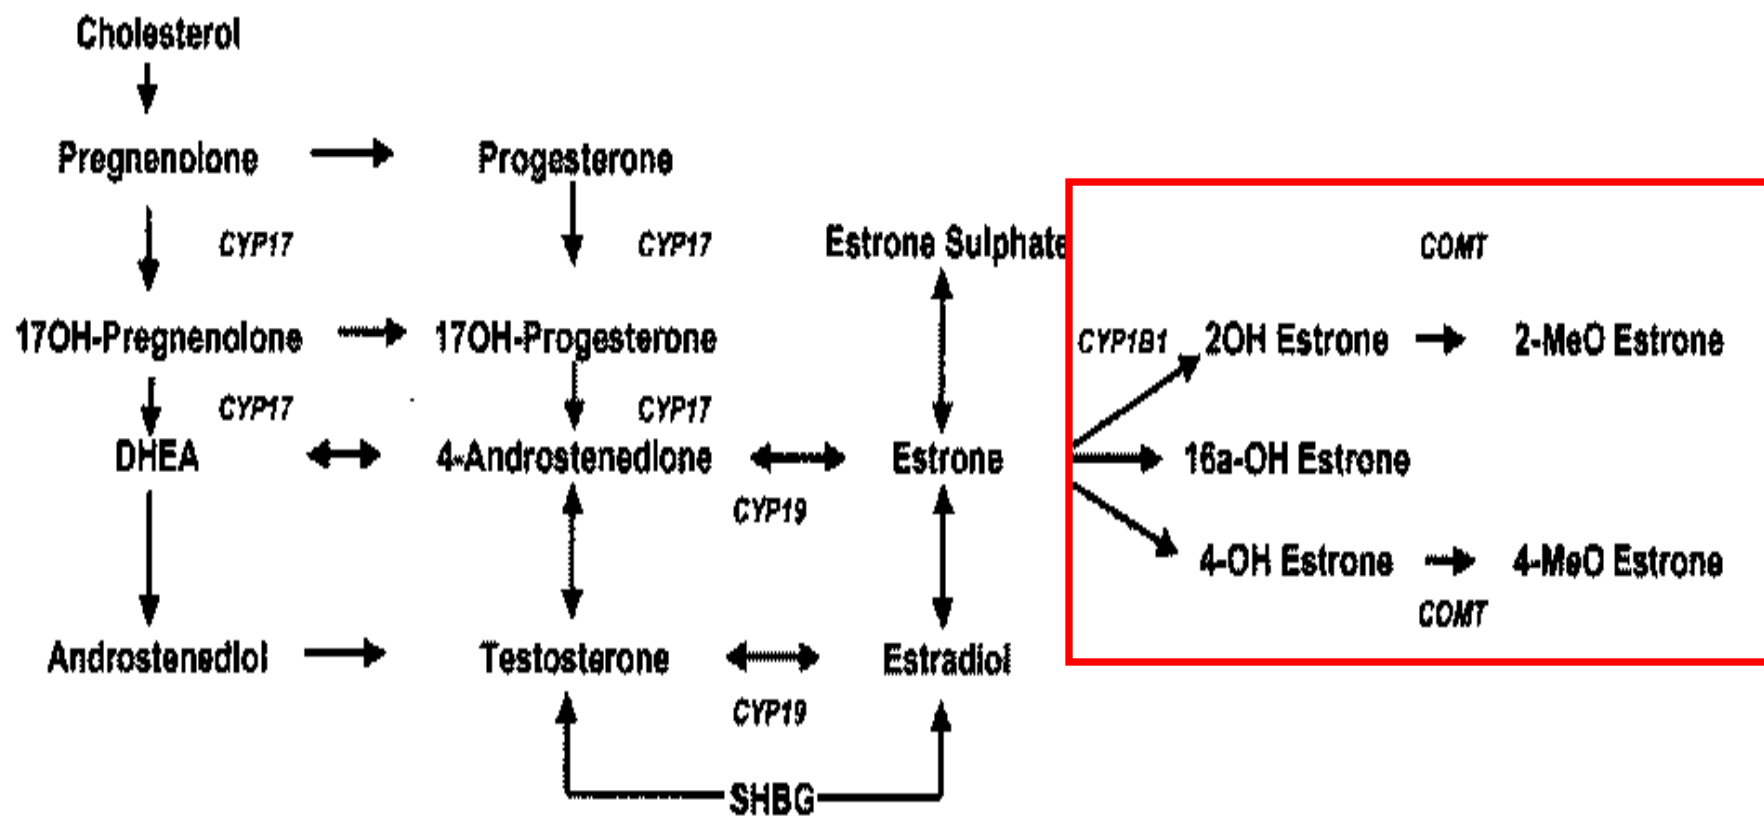 Cholesterol
Pregnenolone Progesterone
CYP17 CYP17 Estrone Sulphate COMT
17OH-Pregnenolone 17OH-Progesterone CYP1B1 2OH Estrone 2-MeO Estrone
CYP17 CYP17
DHEA 4-Androstenedione Estrone 16a-OH Estrone
CYP19
4-OH Estrone 4-MeO Estrone
COMT
Androstenediol Testosterone Estradiol
CYP19
SHBG